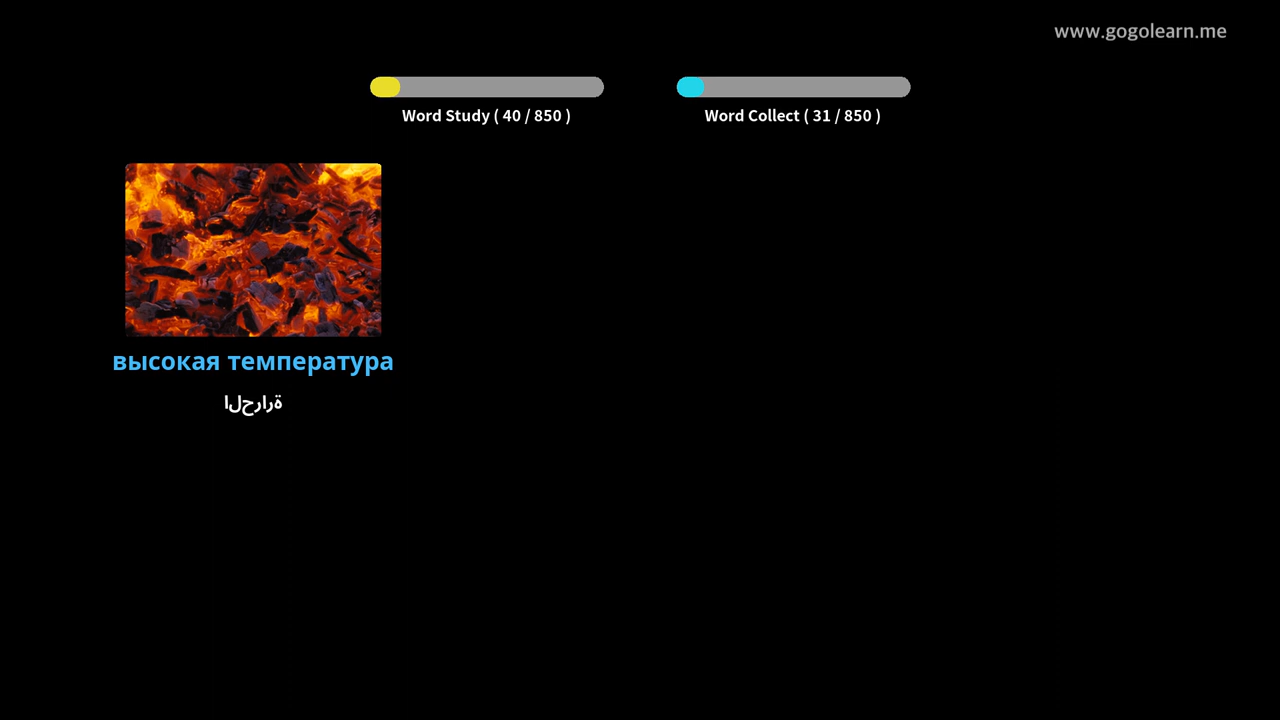 www.gogolearn.me
Word Study ( 40 / 850 )
Word Collect ( 31 / 850 )
высокая температура
الحرارة